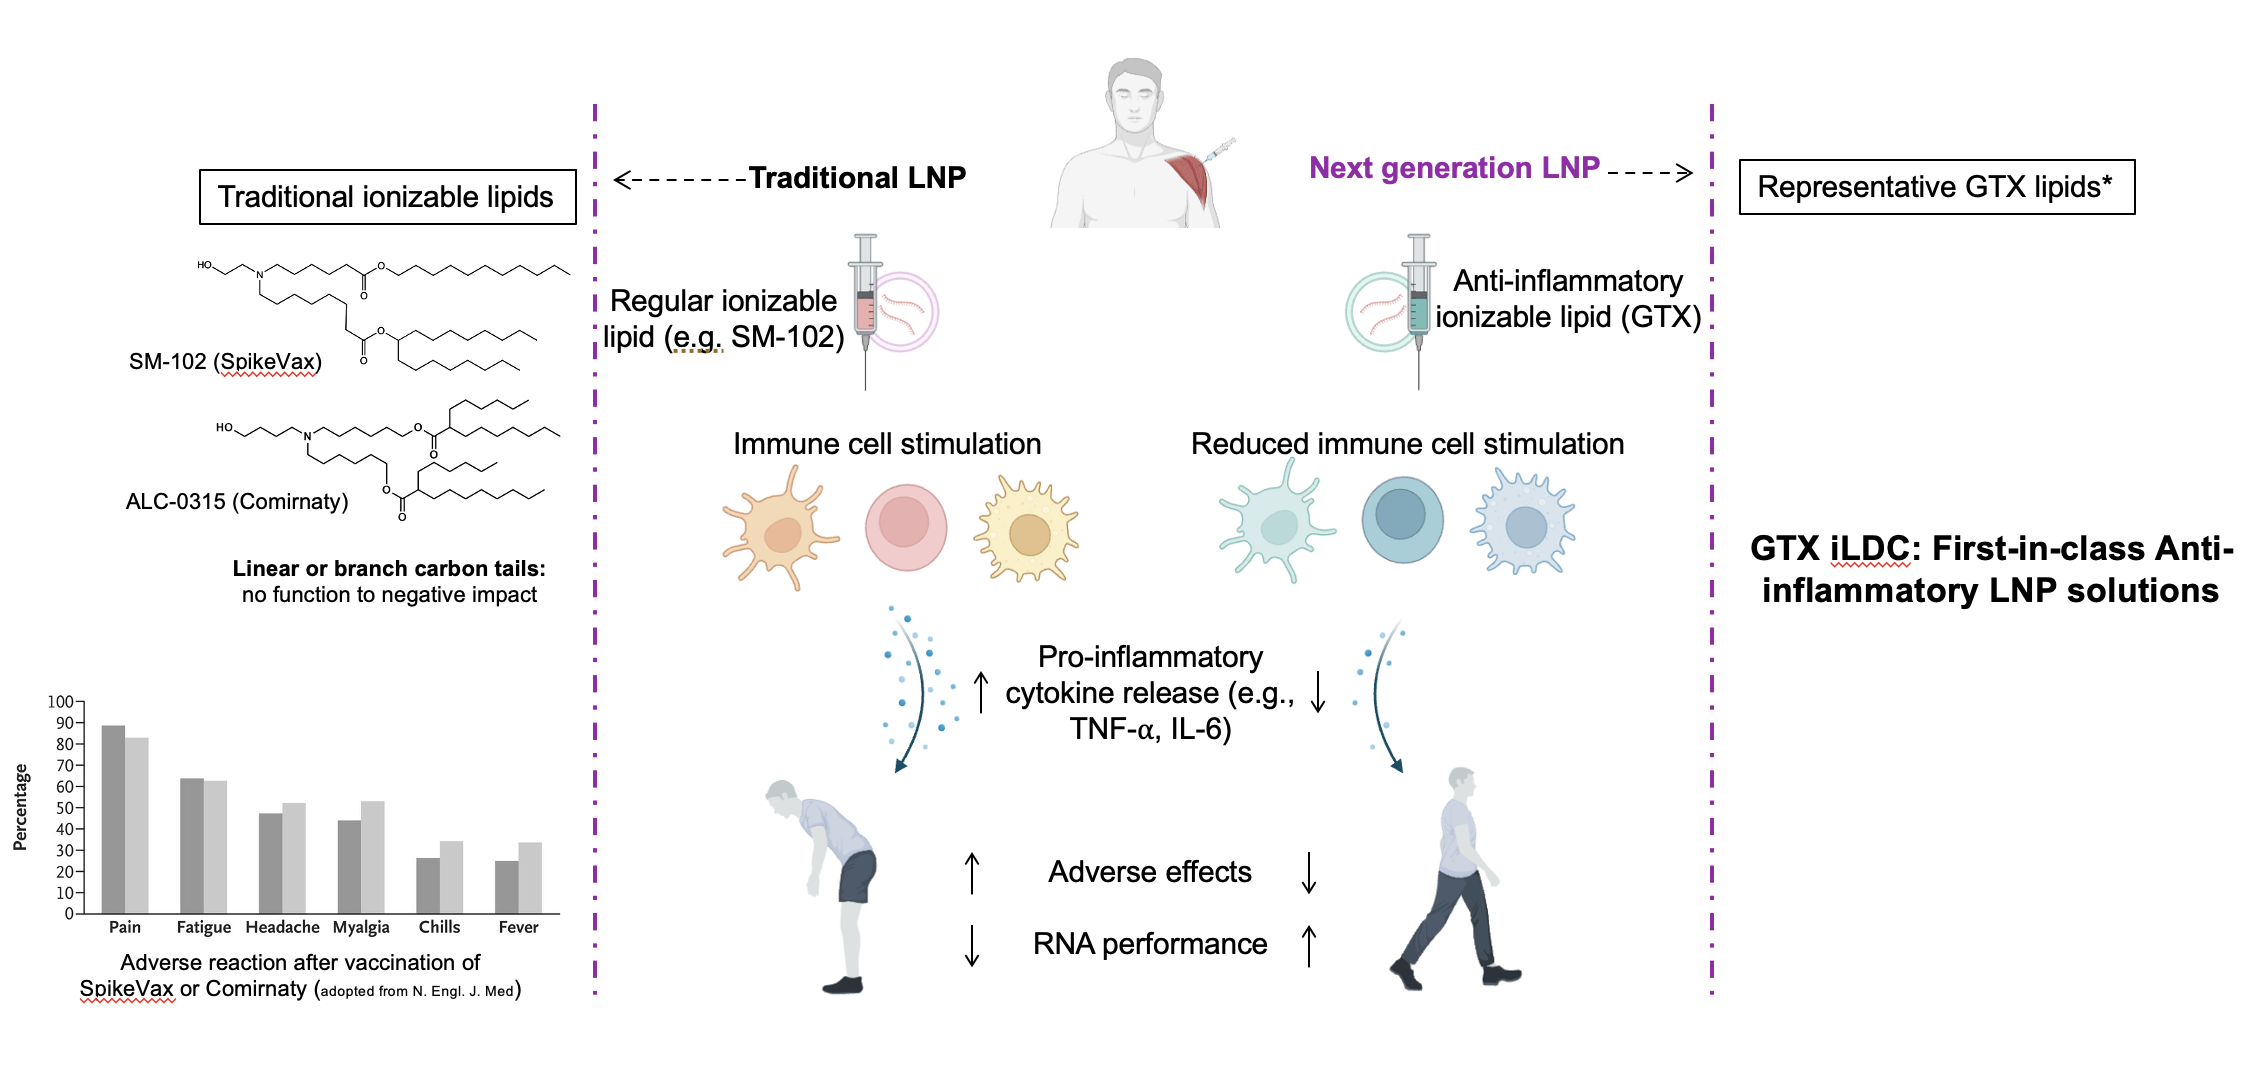 Traditional ionizable lipids
HO
N
O
O
O
O
SM-102 (SpikeVax)
HO
N
O
O
O
O
ALC-0315 (Comirnaty)
Linear or branch carbon tails:
no function to negative impact
Percentage
100
90
80
70
60
50
40
30
20
10
0
Pain Fatigue Headache Myalgia Chills Fever
Adverse reaction after vaccination of
SpikeVax or Comirnaty (adopted from N. Engl. J. Med)
Traditional LNP
Next generation LNP
Regular ionizable
lipid (e.g. SM-102)
Anti-inflammatory
ionizable lipid (GTX)
Immune cell stimulation
Reduced immune cell stimulation
Pro-inflammatory
cytokine release (e.g.,
TNF-α, IL-6)
Adverse effects
RNA performance
Representative GTX lipids*
GTX iLDC: First-in-class Anti-
inflammatory LNP solutions